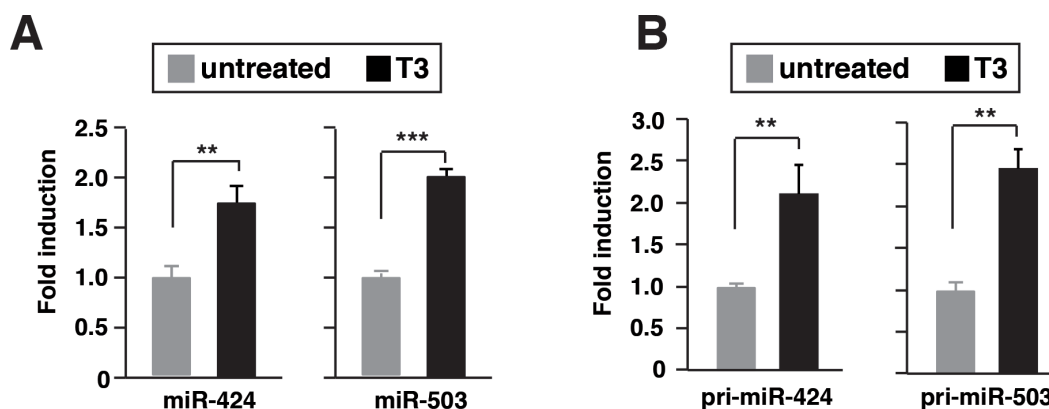 A
B
untreated T3
untreated T3
Fold induction
2.5
2.0
1.5
1.0
0.5
0
**
***
miR-424
miR-503
Fold induction
3.0
2.5
2.0
1.0
1.0
0.5
0
**
**
pri-miR-424
pri-miR-503